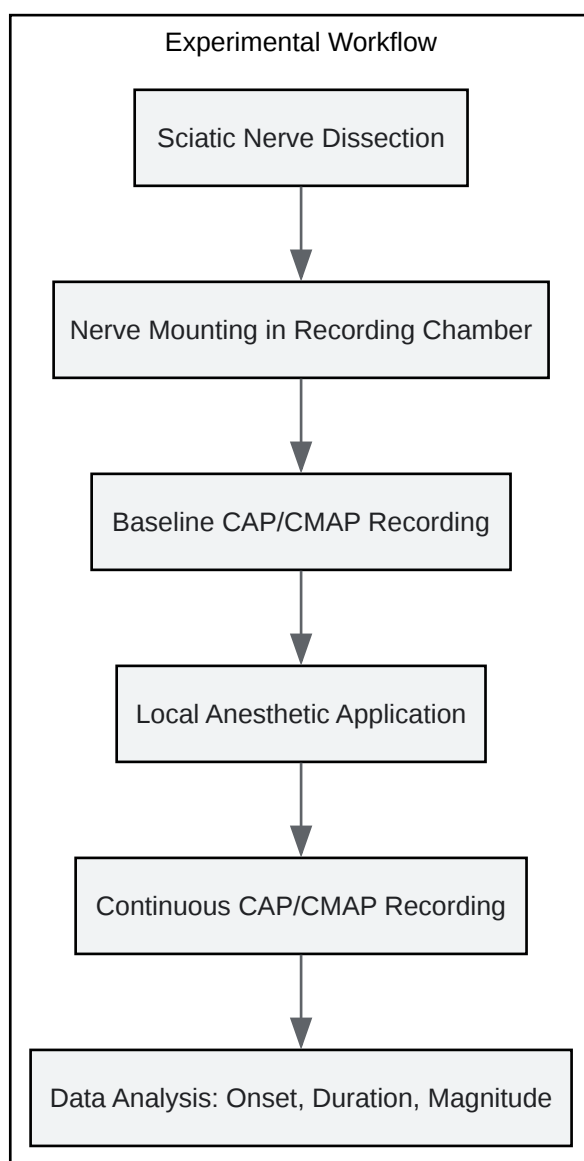 Experimental Workflow
Sciatic Nerve Dissection
Nerve Mounting in Recording Chamber
Baseline CAP/CMAP Recording
Local Anesthetic Application
Continuous CAP/CMAP Recording
Data Analysis: Onset, Duration, Magnitude